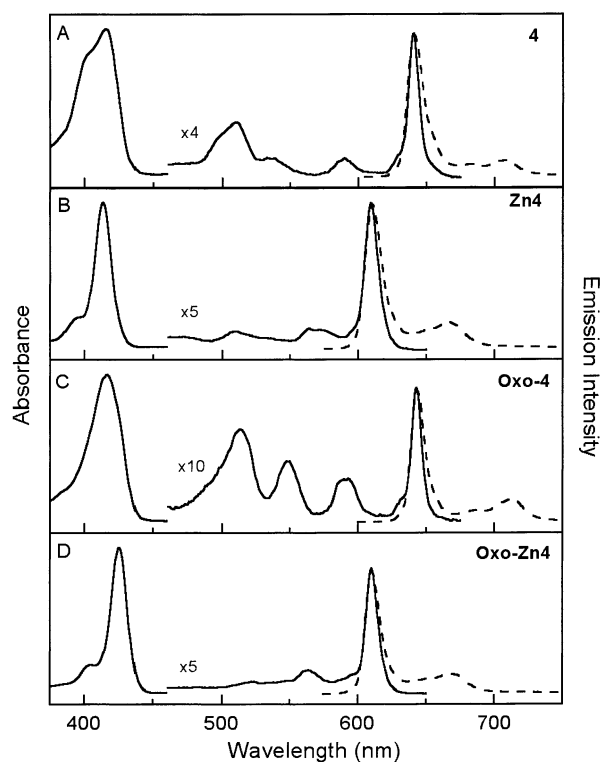 A
4
x4
B
Zn4
x5
C
Oxo-4
x10
D
Oxo-Zn4
x5
Absorbance
Emission Intensity
400
500
600
700
Wavelength (nm)